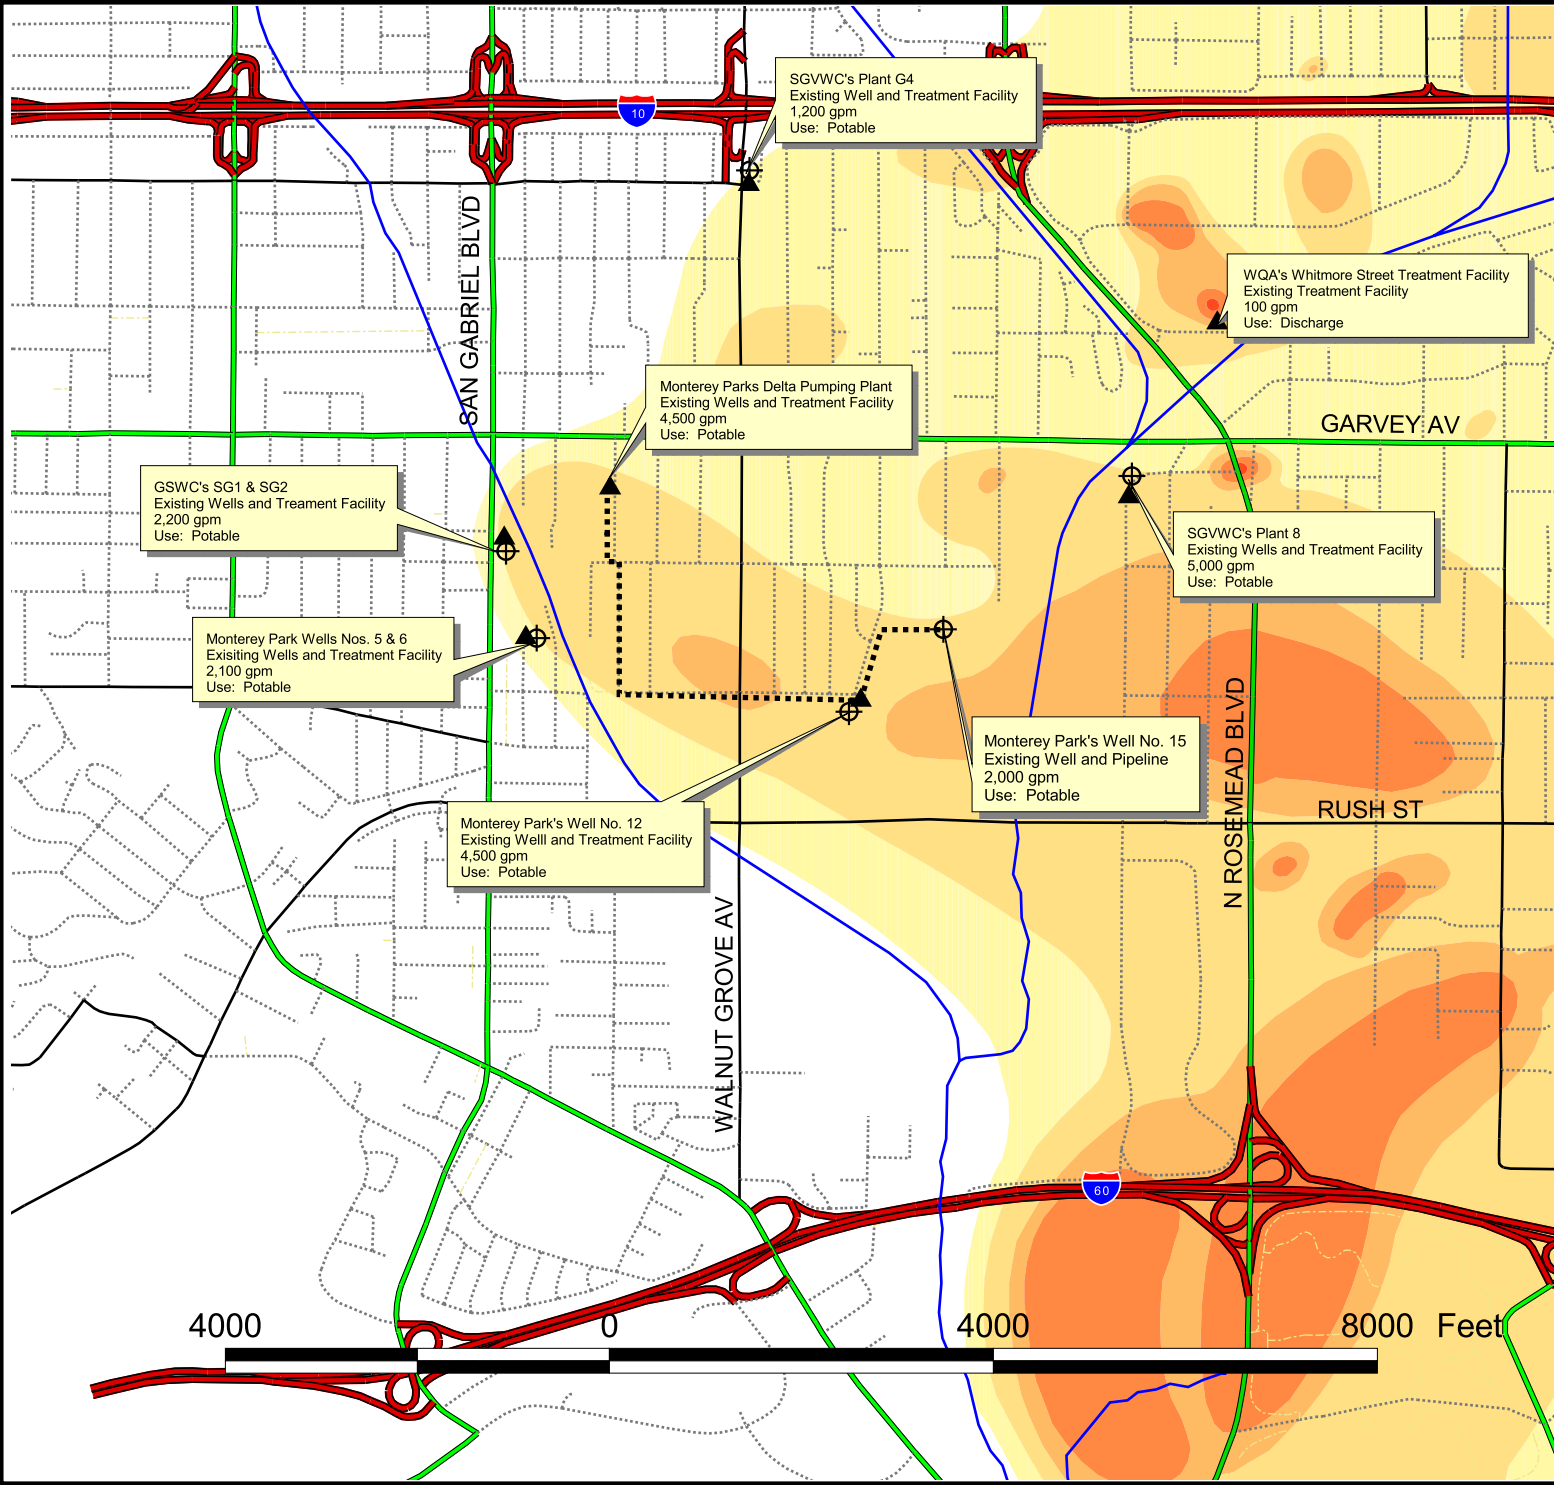 SGVWC's Plant G4
Existing Well and Treatment Facility
1,200 gpm
Use: Potable
10
SAN GABRIEL BLVD
WQA's Whitmore Street Treatment Facility
Existing Treatment Facility
100 gpm
Use: Discharge
Monterey Parks Delta Pumping Plant
Existing Wells and Treatment Facility
4,500 gpm
Use: Potable
GARVEY AV
GSWC's SG1 & SG2
Existing Wells and Treament Facility
2,200 gpm
Use: Potable
SGVWC's Plant 8
Existing Wells and Treatment Facility
5,000 gpm
Use: Potable
Monterey Park Wells Nos. 5 & 6
Exisiting Wells and Treatment Facility
2,100 gpm
Use: Potable
N ROSEMEAD BLVD
Monterey Park's Well No. 15
Existing Well and Pipeline
2,000 gpm
Use: Potable
RUSH ST
Monterey Park's Well No. 12
Existing Welll and Treatment Facility
4,500 gpm
Use: Potable
WALNUT GROVE AV
60
4000 0 4000 8000 Feet